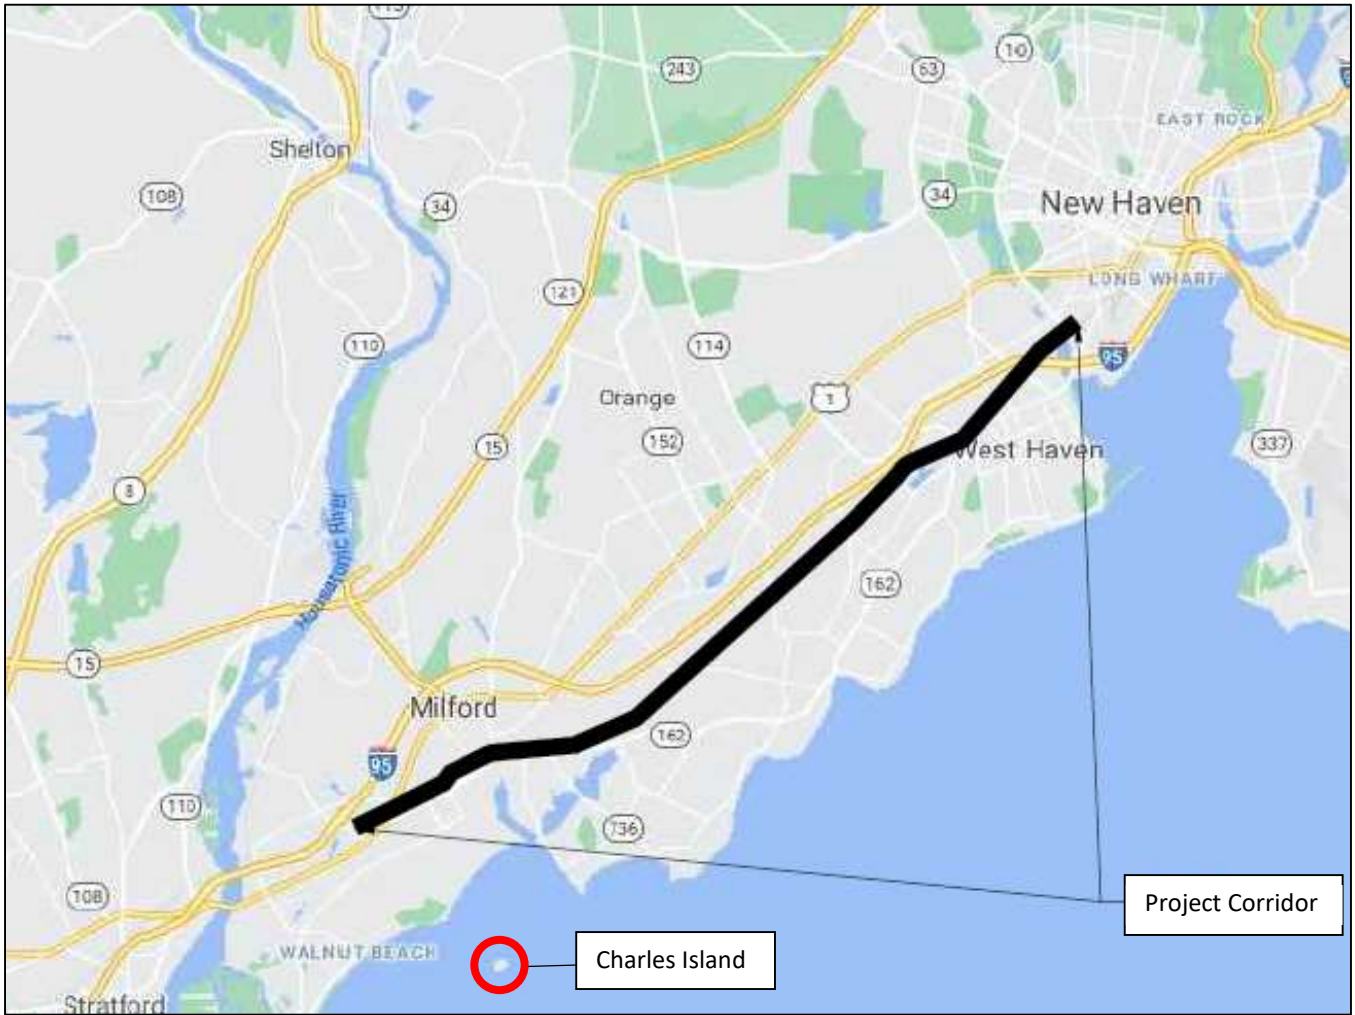 243
63
10
EAST ROCK
Shelton
108
34
34
New Haven
LONG WHARF
121
110
114
95
1
Orange
152
15
West Haven
337
8
Housatonic River
162
15
Milford
162
95
110
736
108
Project Corridor
WALNUT BEACH
Charles Island
Stratford